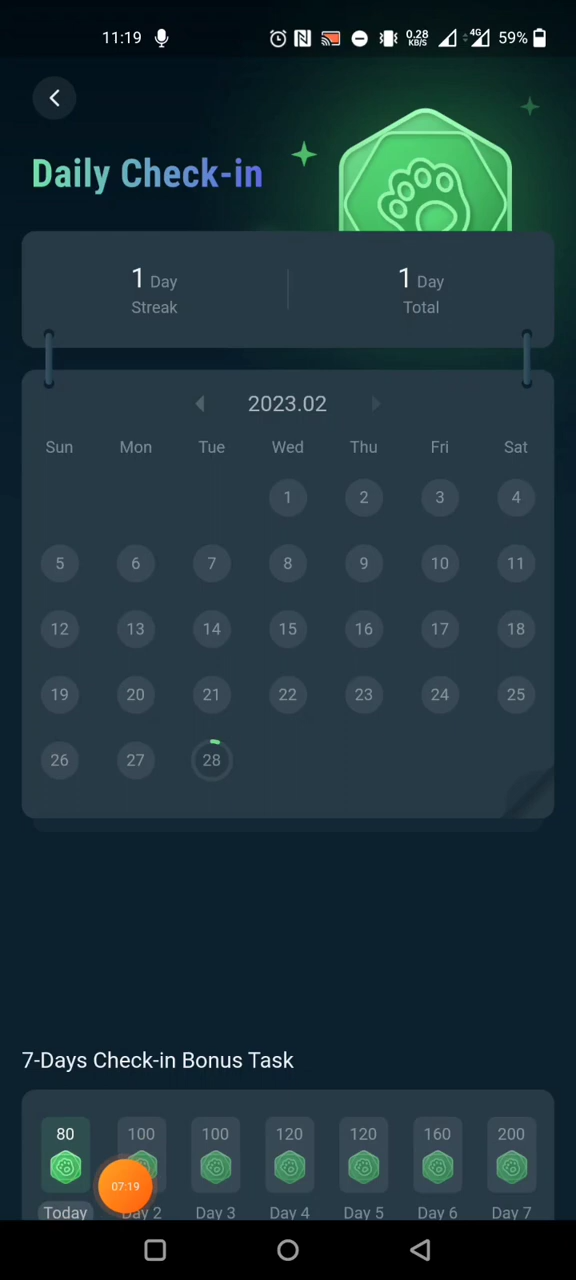 11:19 0.28 KB/S 4G 59%
Daily Check-in
1 Day 1 Day
Streak Total
2023.02
Sun Mon Tue Wed Thu Fri Sat
1 2 3 4
5 6 7 8 9 10 11
12 13 14 15 16 17 18
19 20 21 22 23 24 25
26 27 28
7-Days Check-in Bonus Task
80 100 100 120 120 160 200
07:19
Today Day 2 Day 3 Day 4 Day 5 Day 6 Day 7